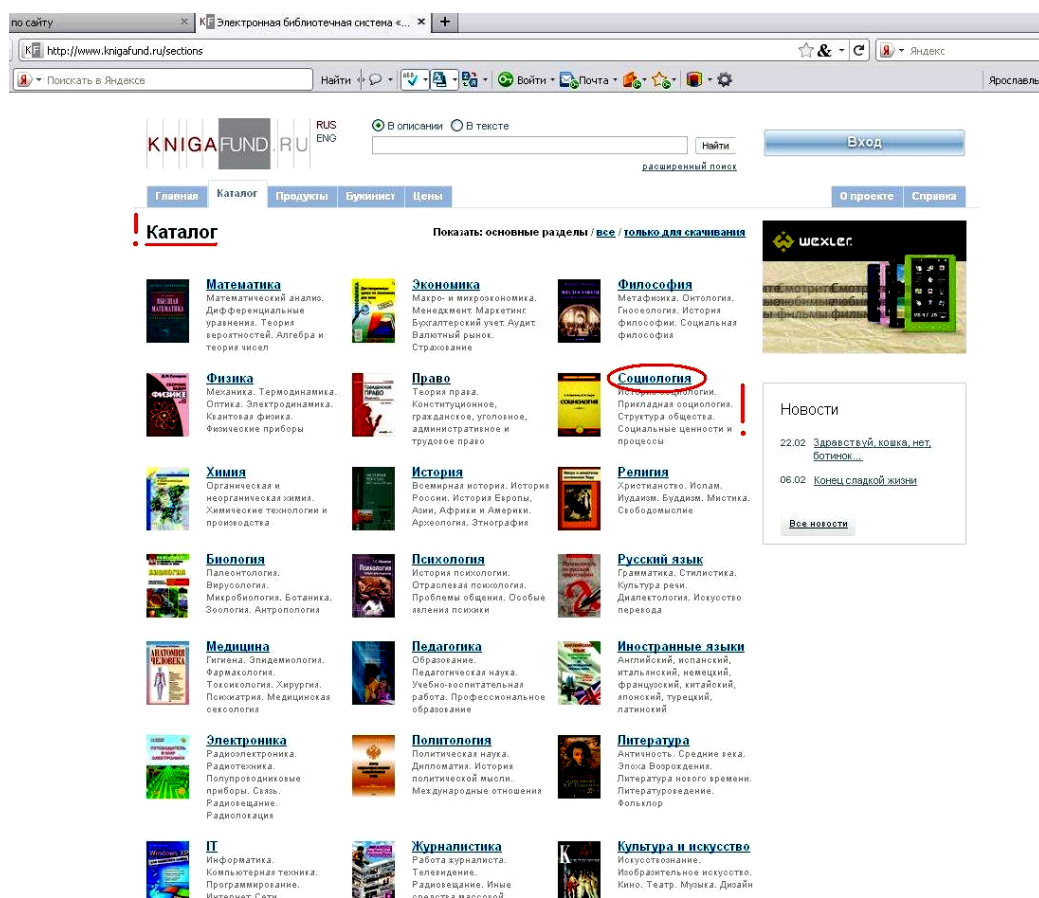 по сайту
KF Электронная библиотечная система «...
http://www.knigafund.ru/sections
Яндекс
Поискать в Яндексе
Найти
Войти
Почта
Ярославль
KNIGAFUND.RU
RUS
ENG
В описании
В тексте
Найти
расширенный поиск
Вход
Главная
Каталог
Продукты
Букинист
Цены
О проекте
Справка
! Каталог
Показать: основные разделы / все / только для скачивания
wexler
Математика
Математический анализ.
Дифференциальные
уравнения. Теория
вероятностей. Алгебра и
теория чисел
Экономика
Макро- и микроэкономика.
Менеджмент. Маркетинг.
Бухгалтерский учет. Аудит.
Валютный рынок.
Страхование
Философия
Метафизика. Онтология.
Гносеология. История
философии. Социальная
философия
Физика
Механика. Термодинамика.
Оптика. Электродинамика.
Квантовая физика.
Физические приборы
Право
Теория права.
Конституционное,
гражданское, уголовное,
административное и
трудовое право
Социология
История социологии.
Прикладная социология.
Структура общества.
Социальные ценности и
процессы
!
Новости
22.02 Здравствуй, кошка, нет,
ботинок...
06.02 Конец сладкой жизни
Все новости
Химия
Органическая и
неорганическая химия.
Химические технологии и
производства
История
Всемирная история. История
России. История Европы,
Азии, Африки и Америки.
Археология. Этнография
Религия
Христианство. Ислам.
Иудаизм. Буддизм. Мистика.
Свободомыслие
Биология
Палеонтология.
Вирусология.
Микробиология. Ботаника.
Зоология. Антропология
Психология
История психологии.
Отраслевая психология.
Проблемы общения. Особые
явления психики
Русский язык
Грамматика. Стилистика.
Культура речи.
Диалектология. Искусство
перевода
Медицина
Гигиена. Эпидемиология.
Фармакология.
Токсикология. Хирургия.
Психиатрия. Медицинская
сексология
Педагогика
Образование.
Педагогическая наука.
Учебно-воспитательная
работа. Профессиональное
образование
Иностранные языки
Английский, испанский,
итальянский, немецкий,
французский, китайский,
японский, турецкий,
латинский
Электроника
Радиоэлектроника.
Радиотехника.
Полупроводниковые
приборы. Связь.
Радиовещание.
Радиолокация
Политология
Политическая наука.
Дипломатия. История
политической мысли.
Международные отношения
Литература
Античность. Средние века.
Эпоха Возрождения.
Литература нового времени.
Литературоведение.
Фольклор
IT
Информатика.
Компьютерная техника.
Программирование.
Интернет. Сети
Журналистика
Работа журналиста.
Телевидение.
Радиовещание. Иные
средства массовой
Культура и искусство
Искусствознание.
Изобразительное искусство.
Кино. Театр. Музыка. Дизайн